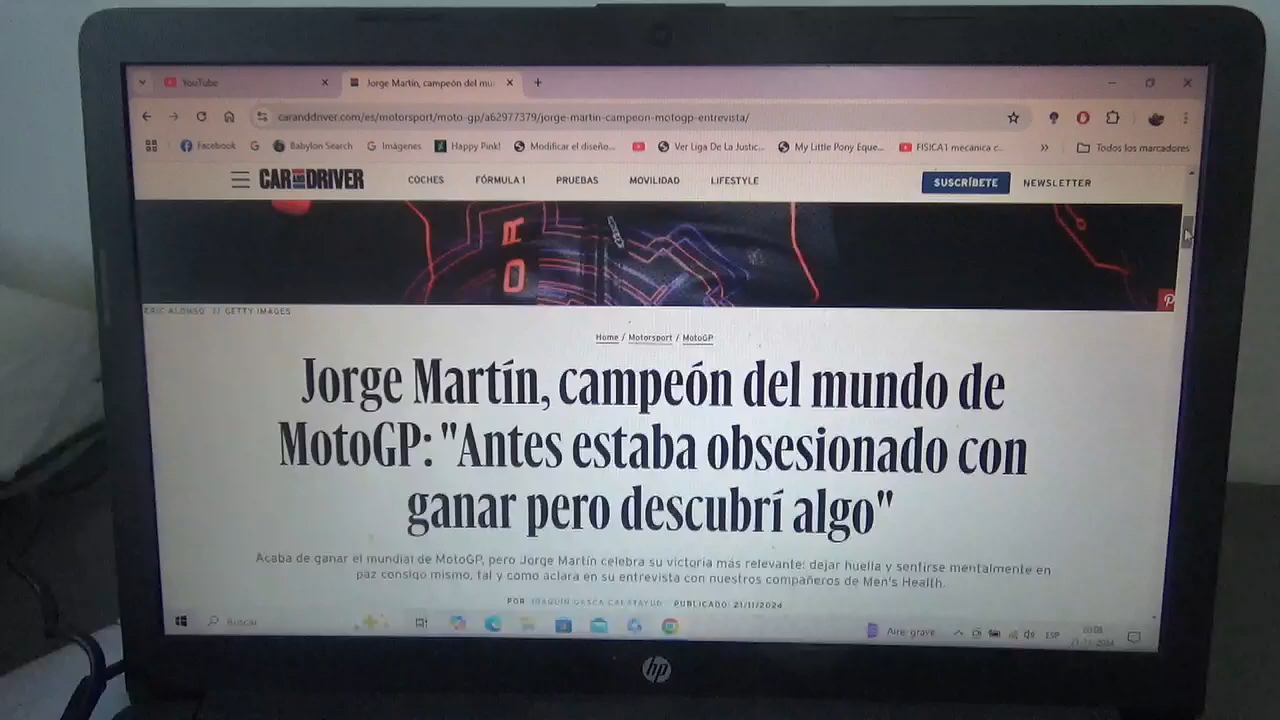 YouTube
Jorge Martín, campeón del mu
caranddriver.com/es/motorsport/moto-gp/a62977379/jorge-martin-campeon-motogp-entrevista/
Facebook
Babylon Search
Imágenes
Happy Pink!
Modificar el diseño...
Ver Liga De La Justic...
My Little Pony Eque...
FISICA1 mecánica c...
Todos los marcadores
CAR AND DRIVER
COCHES
FÓRMULA 1
PRUEBAS
MOVILIDAD
LIFESTYLE
SUSCRÍBETE
NEWSLETTER
ERIC ALONSO // GETTY IMAGES
Home / Motorsport / MotoGP
Jorge Martín, campeón del mundo de
MotoGP: "Antes estaba obsesionado con
ganar pero descubrí algo"
Acaba de ganar el mundial de MotoGP, pero Jorge Martín celebra su victoria más relevante: dejar huella y sentirse mentalmente en
paz consigo mismo, tal y como aclara en su entrevista con nuestros compañeros de Men's Health.
POR JOAQUÍN GASCA CALATAYUD PUBLICADO: 21/11/2024
Buscar
Aire: grave
ESP
hp